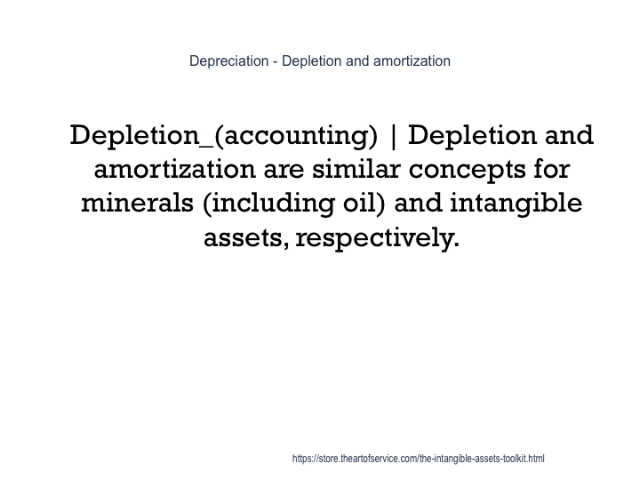 Depreciation - Depletion and amortization
Depletion_(accounting) | Depletion and
amortization are similar concepts for
minerals (including oil) and intangible
assets, respectively.
https://store.theartofservice.com/the-intangible-assets-toolkit.html